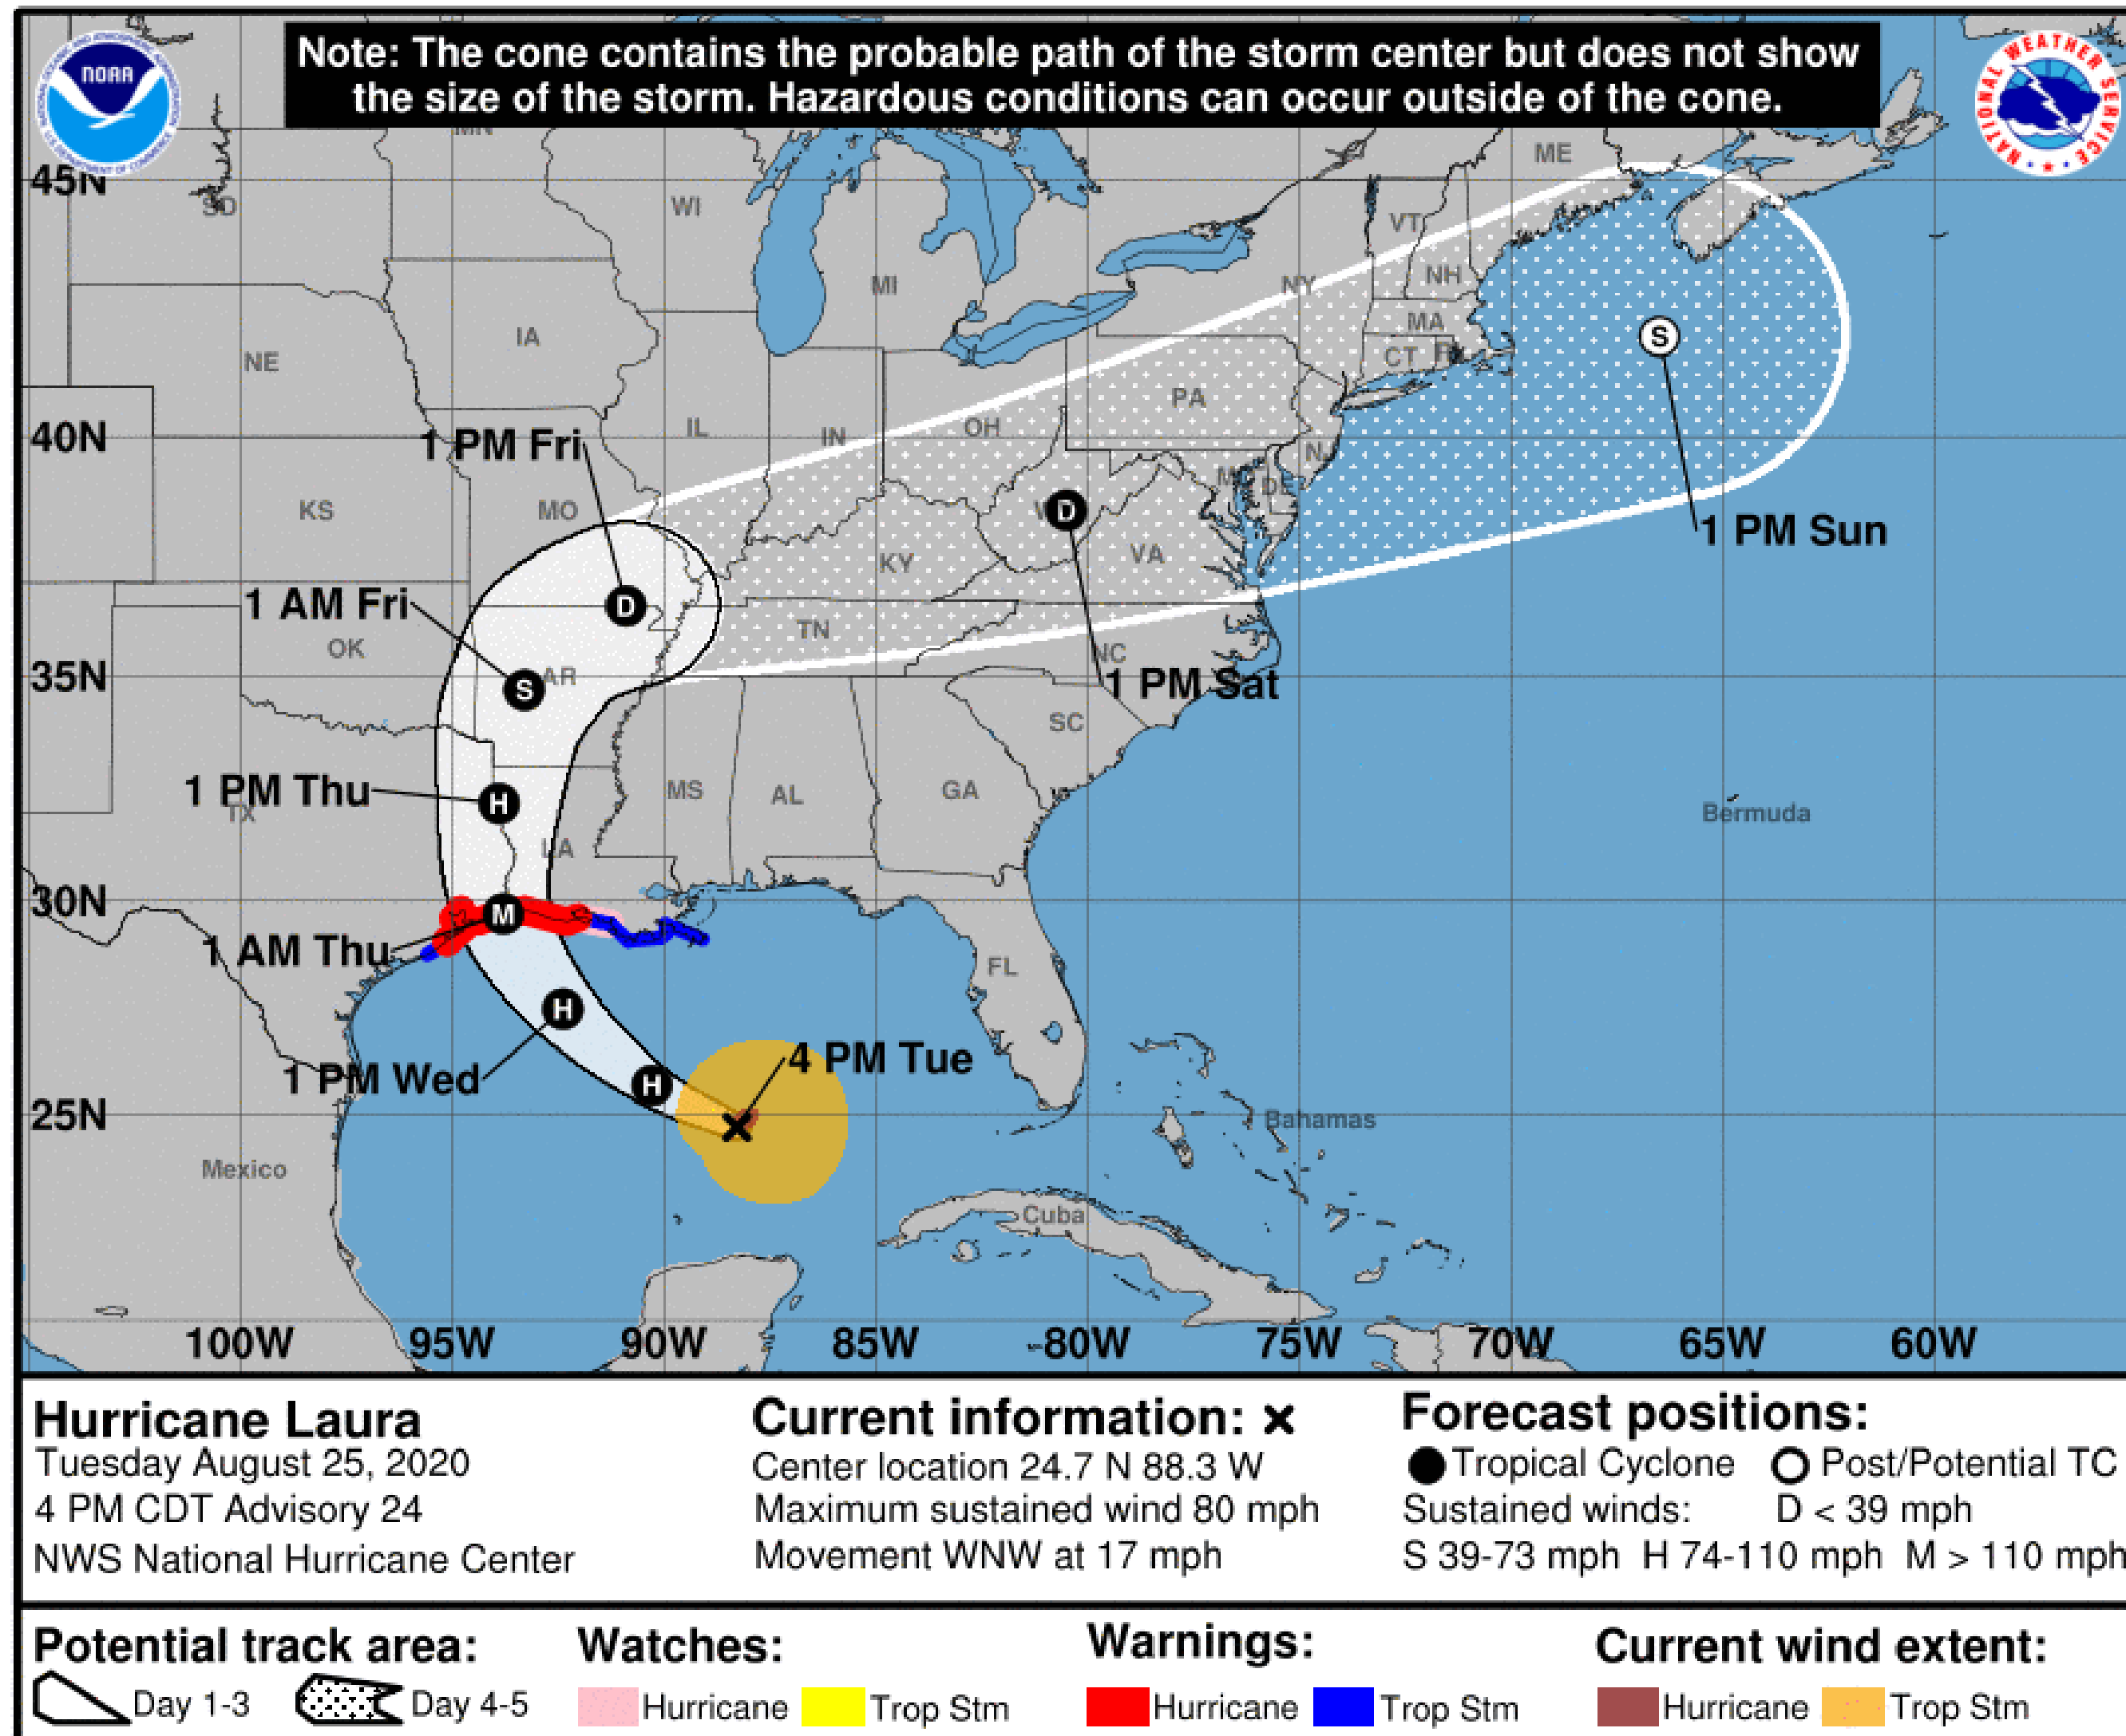 Note: The cone contains the probable path of the storm center but does not show
the size of the storm. Hazardous conditions can occur outside of the cone.
NOAA
NATIONAL WEATHER SERVICE
MN
ME
45N
SD
WI
VT
MI
NY
NH
MA
IA
CT
NE
PA
40N
1 PM Fri
IL
IN
OH
S
NJ
DE
KS
MO
D
1 PM Sun
VA
KY
1 AM Fri
D
TN
OK
NC
35N
S
AR
1 PM Sat
SC
1 PM Thu
H
MS
AL
GA
TX
Bermuda
LA
30N
M
1 AM Thu
FL
H
4 PM Tue
1 PM Wed
H
25N
Bahamas
Mexico
Cuba
100W 95W 90W 85W 80W 75W 70W 65W 60W
Hurricane Laura
Tuesday August 25, 2020
4 PM CDT Advisory 24
NWS National Hurricane Center
Current information: x
Center location 24.7 N 88.3 W
Maximum sustained wind 80 mph
Movement WNW at 17 mph
Forecast positions:
Tropical Cyclone Post/Potential TC
Sustained winds: D < 39 mph
S 39-73 mph H 74-110 mph M > 110 mph
Potential track area:
Day 1-3 Day 4-5
Watches:
Hurricane Trop Stm
Warnings:
Hurricane Trop Stm
Current wind extent:
Hurricane Trop Stm